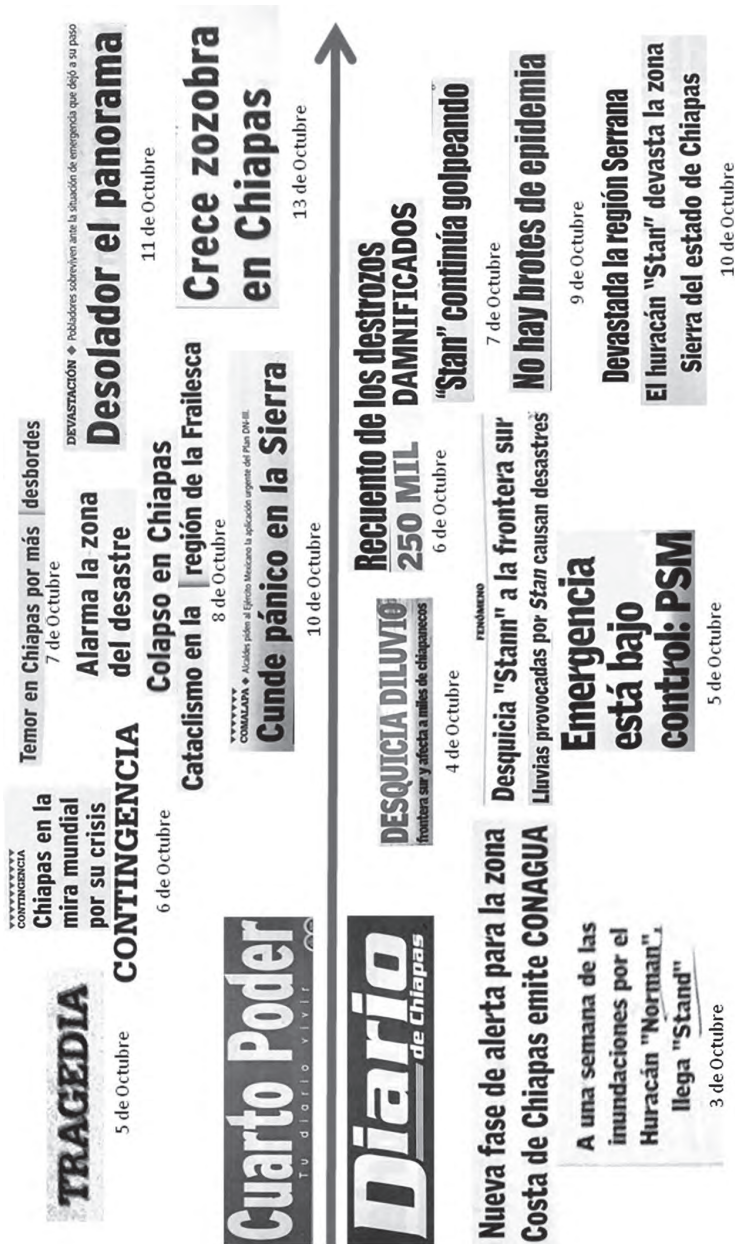 TRAGEDIA
5 de Octubre
CONTINGENCIA
Chiapas en la
mira mundial
por su crisis
CONTINGENCIA
6 de Octubre
Temor en Chiapas por más desbordes
7 de Octubre
Alarma la zona
del desastre
Colapso en Chiapas
Cataclismo en la región de la Frailesca
8 de Octubre
COMALAPA ◆ Alcaldes piden al Ejército Mexicano la aplicación urgente del Plan DN-III.
Cunde pánico en la Sierra
10 de Octubre
DEVASTACIÓN ◆ Pobladores sobreviven ante la situación de emergencia que dejó a su paso
Desolador el panorama
11 de Octubre
Crece zozobra
en Chiapas
13 de Octubre
Cuarto Poder
Tu diario vivir
Diario
de Chiapas
Nueva fase de alerta para la zona
Costa de Chiapas emite CONAGUA
A una semana de las
inundaciones por el
Huracán "Norman",
llega "Stand"
3 de Octubre
DESQUICIA DILUVIO
frontera sur y afecta a miles de chiapanecos
4 de Octubre
FENÓMENO
Desquicia "Stann" a la frontera sur
Lluvias provocadas por Stan causan desastres
Emergencia
está bajo
control: PSM
5 de Octubre
Recuento de los destrozos
250 MIL DAMNIFICADOS
6 de Octubre
"Stan" continúa golpeando
7 de Octubre
No hay brotes de epidemia
9 de Octubre
Devastada la región Serrana
El huracán "Stan" devasta la zona
Sierra del estado de Chiapas
10 de Octubre